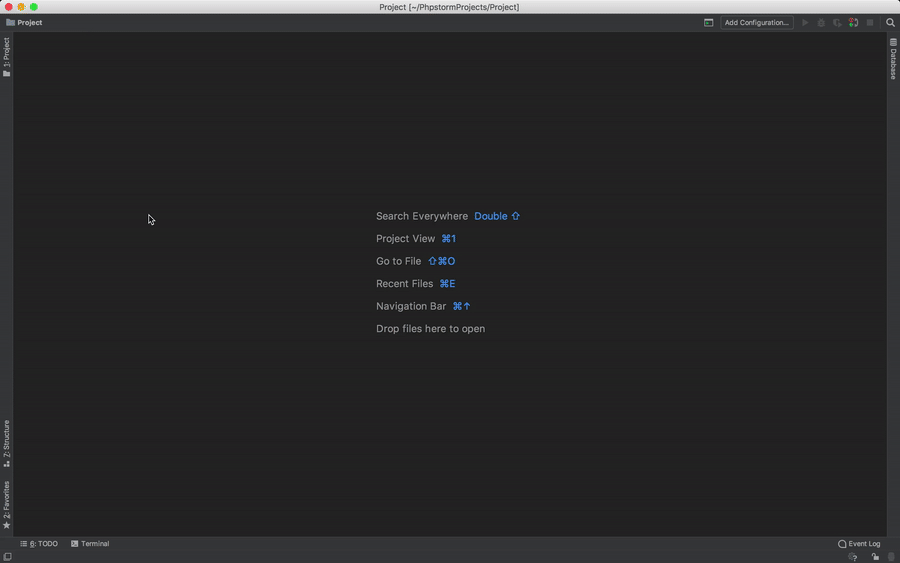 Project [~/PhpstormProjects/Project]
Project
Add Configuration...
1: Project
Database
Search Everywhere Double ⇧
Project View ⌘1
Go to File ⇧⌘O
Recent Files ⌘E
Navigation Bar ⌘↑
Drop files here to open
7: Structure
2: Favorites
6: TODO
Terminal
Event Log